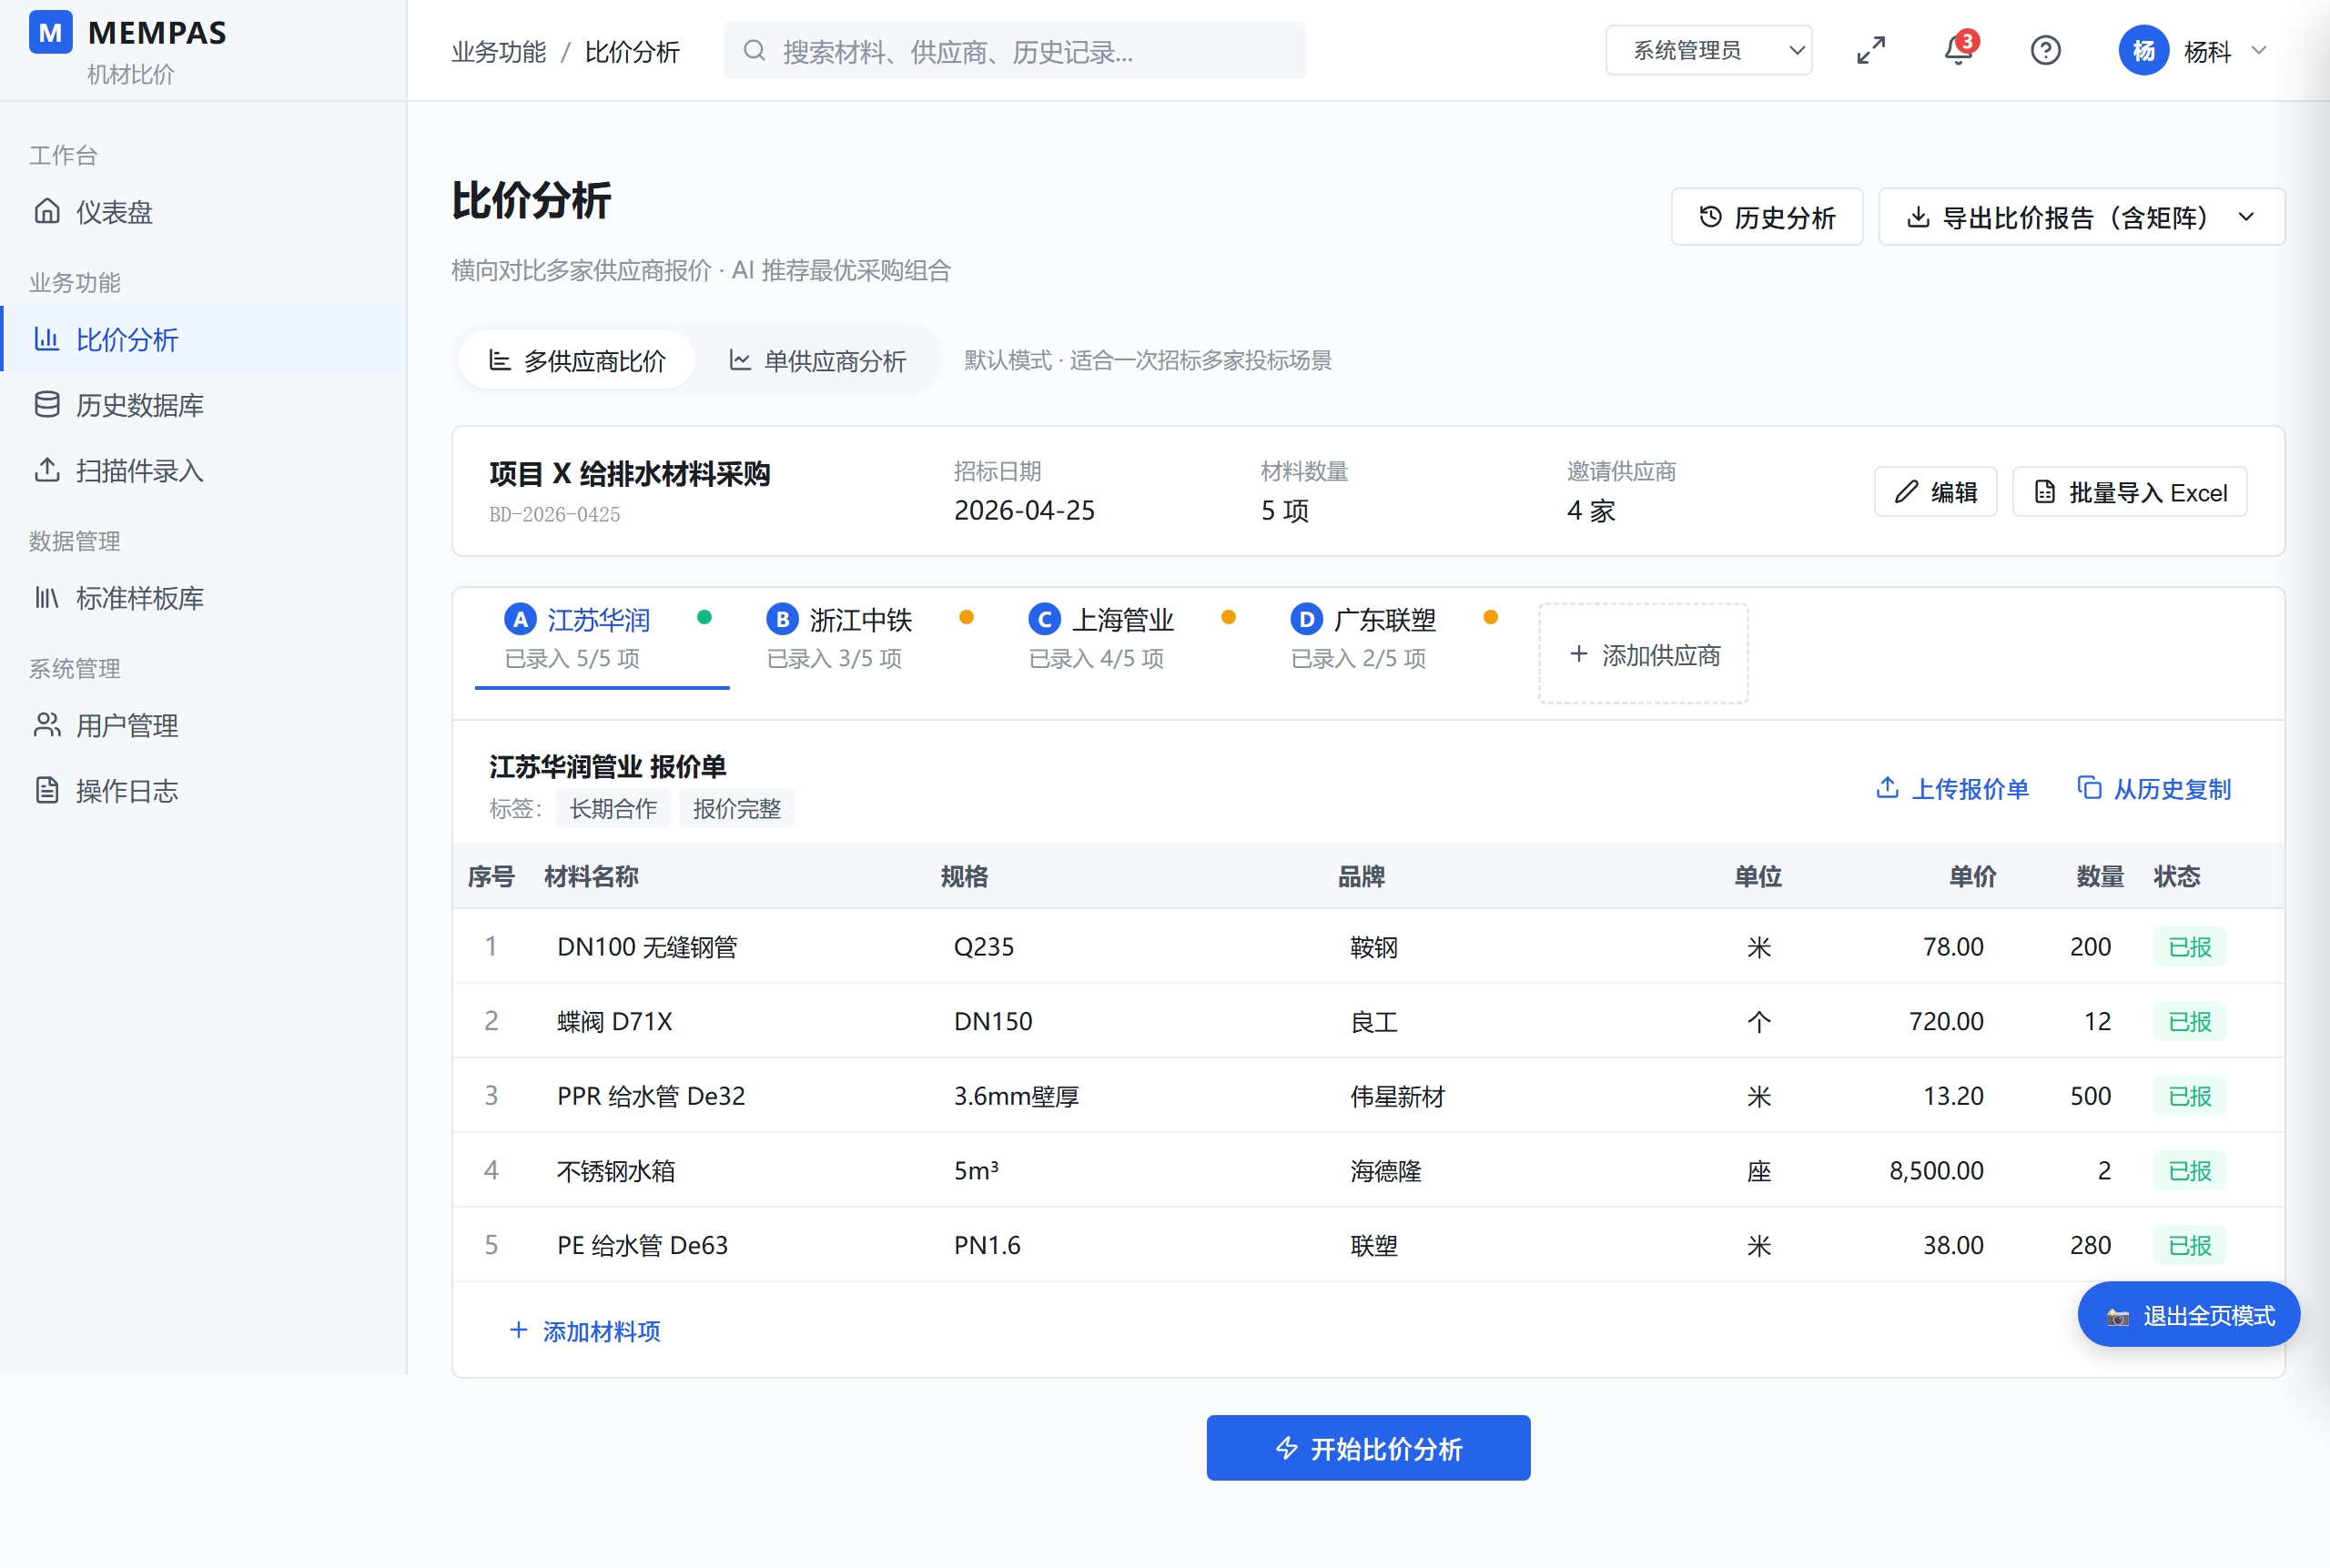 M MEMPAS
机材比价
业务功能 / 比价分析
搜索材料、供应商、历史记录...
系统管理员
3
杨 杨科
工作台
仪表盘
业务功能
比价分析
历史数据库
扫描件录入
数据管理
标准样板库
系统管理
用户管理
操作日志
比价分析
横向对比多家供应商报价 · AI 推荐最优采购组合
历史分析
导出比价报告（含矩阵）
多供应商比价 单供应商分析 默认模式 · 适合一次招标多家投标场景
项目 X 给排水材料采购
BD-2026-0425
招标日期
2026-04-25
材料数量
5 项
邀请供应商
4 家
编辑
批量导入 Excel
A 江苏华润
已录入 5/5 项
B 浙江中铁
已录入 3/5 项
C 上海管业
已录入 4/5 项
D 广东联塑
已录入 2/5 项
+ 添加供应商
江苏华润管业 报价单
标签： 长期合作 报价完整
上传报价单 从历史复制
序号 材料名称 规格 品牌 单位 单价 数量 状态
1 DN100 无缝钢管 Q235 鞍钢 米 78.00 200 已报
2 蝶阀 D71X DN150 良工 个 720.00 12 已报
3 PPR 给水管 De32 3.6mm壁厚 伟星新材 米 13.20 500 已报
4 不锈钢水箱 5m³ 海德隆 座 8,500.00 2 已报
5 PE 给水管 De63 PN1.6 联塑 米 38.00 280 已报
+ 添加材料项
📷 退出全页模式
开始比价分析